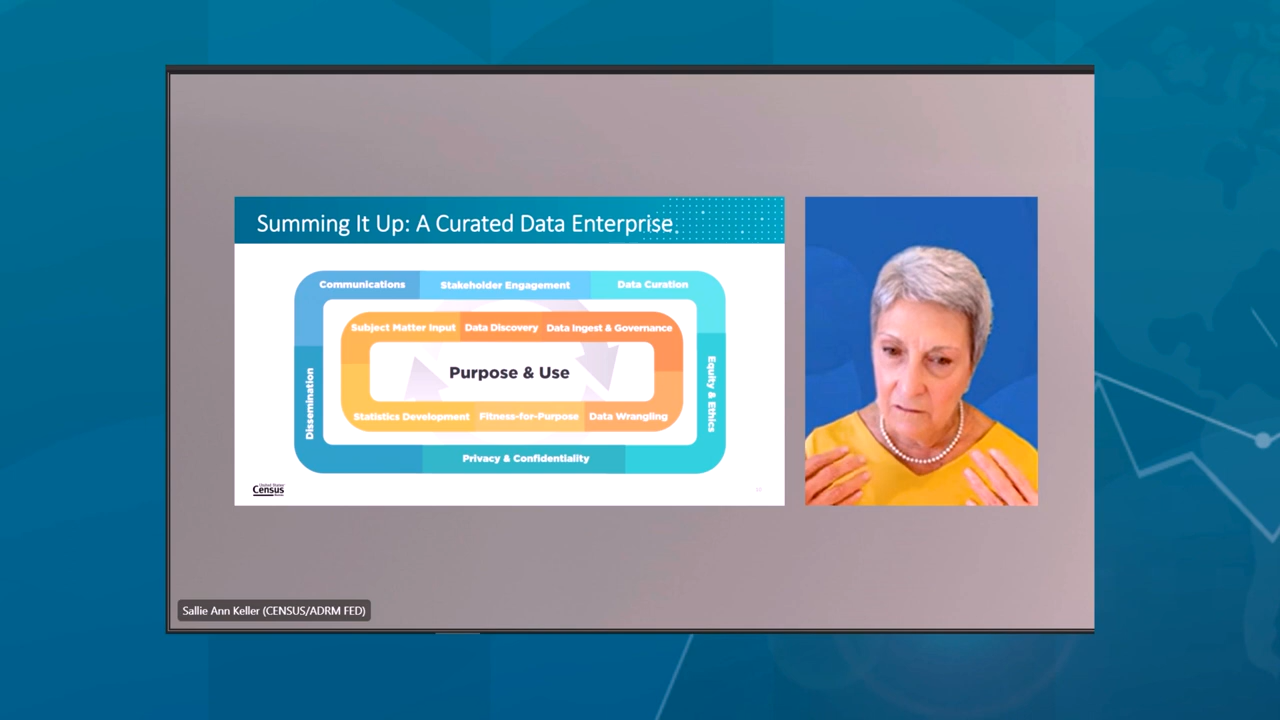 Summing It Up: A Curated Data Enterprise
Communications
Stakeholder Engagement
Data Curation
Subject Matter Input
Data Discovery
Data Ingest & Governance
Dissemination
Purpose & Use
Equity & Ethics
Statistics Development
Fitness-for-Purpose
Data Wrangling
Privacy & Confidentiality
United States
Census
Sallie Ann Keller (CENSUS/ADRM FED)